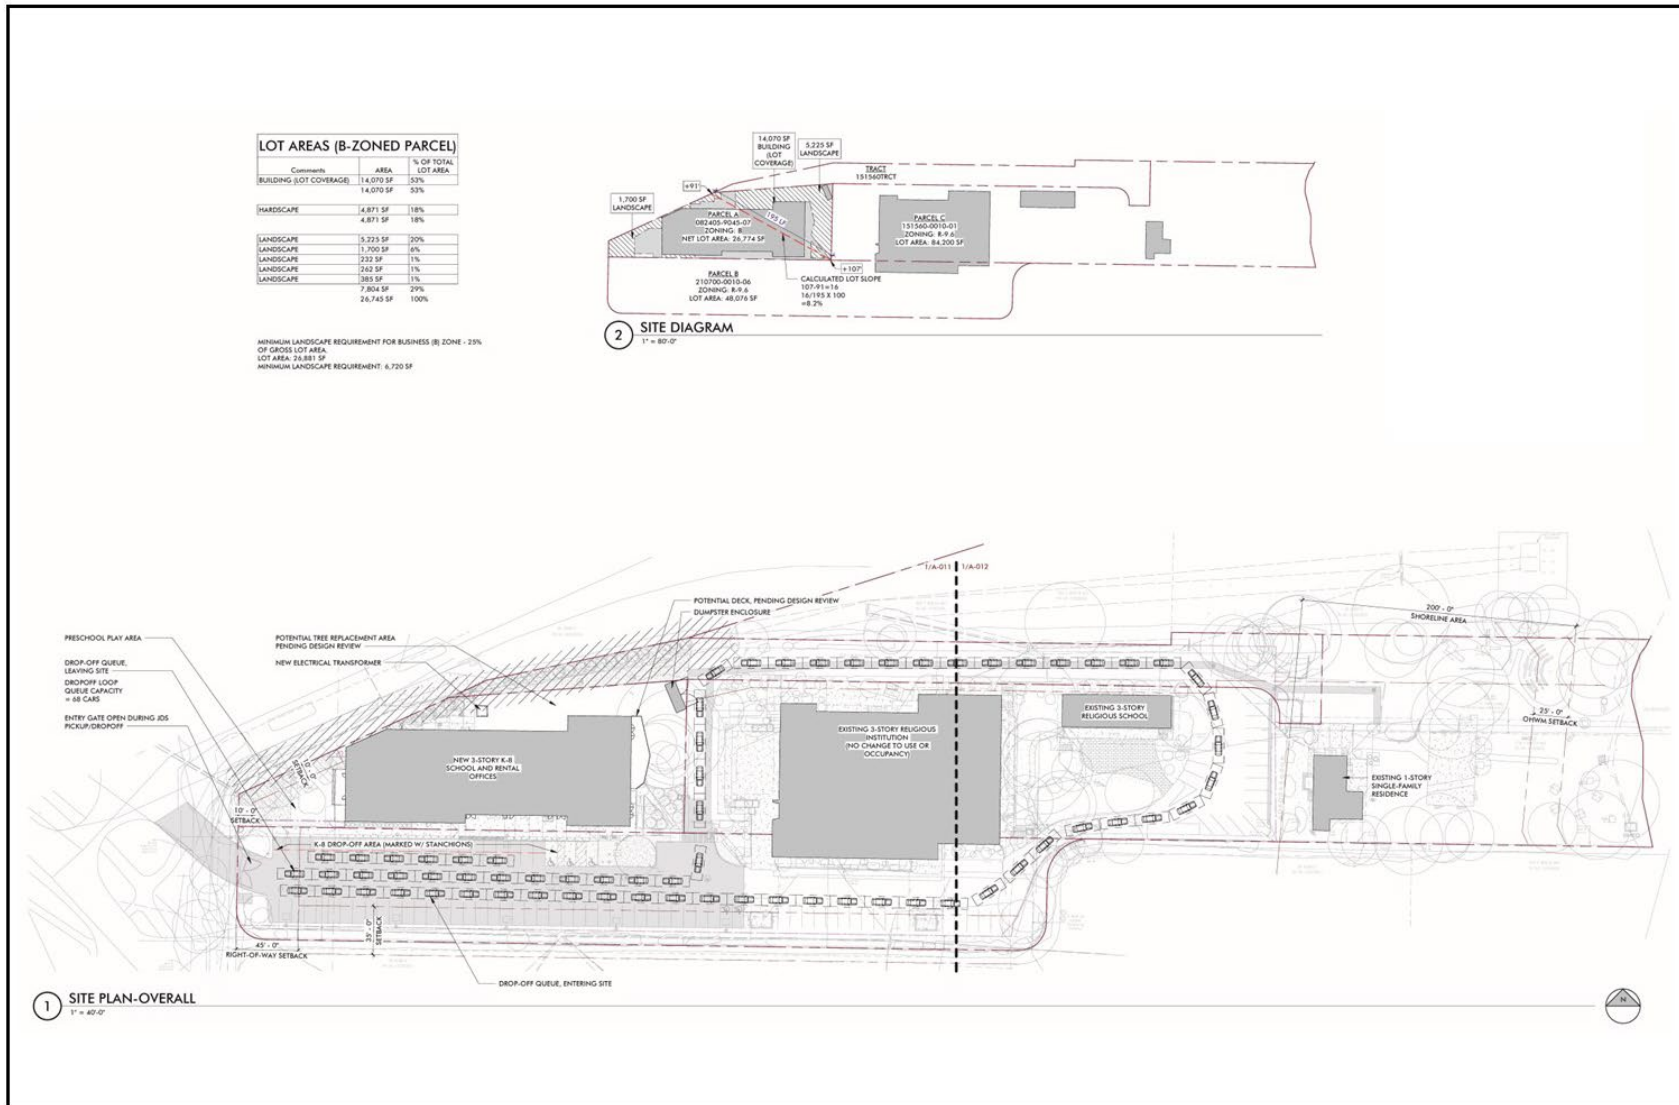 LOT AREAS (B-ZONED PARCEL)
Comments AREA % OF TOTAL LOT AREA
BUILDING (LOT COVERAGE) 14,070 SF 53%
14,070 SF 53%
HARDSCAPE 4,871 SF 18%
4,871 SF 18%
LANDSCAPE 5,225 SF 20%
LANDSCAPE 1,700 SF 6%
LANDSCAPE 232 SF 1%
LANDSCAPE 262 SF 1%
LANDSCAPE 385 SF 1%
7,804 SF 29%
26,745 SF 100%
MINIMUM LANDSCAPE REQUIREMENT FOR BUSINESS (B) ZONE - 25%
OF GROSS LOT AREA
LOT AREA: 26,881 SF
MINIMUM LANDSCAPE REQUIREMENT: 6,720 SF
14,070 SF
BUILDING
(LOT
COVERAGE)
5,225 SF
LANDSCAPE
TRACT
151560TRCT
+91'
1,700 SF
LANDSCAPE
PARCEL A
082405-9045-07
ZONING: B
NET LOT AREA: 26,774 SF
195 LF
PARCEL C
151560-0010-01
ZONING: R-9.6
LOT AREA: 84,200 SF
+107'
PARCEL B
210700-0010-06
ZONING: R-9.6
LOT AREA: 48,076 SF
CALCULATED LOT SLOPE
107-91=16
16/195 X 100
=8.2%
2 SITE DIAGRAM
1" = 80'-0"
1/A-011 1/A-012
POTENTIAL DECK, PENDING DESIGN REVIEW
DUMPSTER ENCLOSURE
200' - 0"
SHORELINE AREA
PRESCHOOL PLAY AREA
POTENTIAL TREE REPLACEMENT AREA
PENDING DESIGN REVIEW
NEW ELECTRICAL TRANSFORMER
DROP-OFF QUEUE,
LEAVING SITE
DROPOFF LOOP
QUEUE CAPACITY
= 68 CARS
ENTRY GATE OPEN DURING JDS
PICKUP/DROPOFF
EXISTING 3-STORY
RELIGIOUS SCHOOL
25' - 0"
OHWM SETBACK
EXISTING 3-STORY RELIGIOUS
INSTITUTION
(NO CHANGE TO USE OR
OCCUPANCY)
NEW 3-STORY K-8
SCHOOL AND RENTAL
OFFICES
10' - 0"
SETBACK
EXISTING 1-STORY
SINGLE-FAMILY
RESIDENCE
10' - 0"
SETBACK
K-8 DROP-OFF AREA (MARKED W/ STANCHIONS)
35' - 0"
SETBACK
45' - 0"
RIGHT-OF-WAY SETBACK
DROP-OFF QUEUE, ENTERING SITE
1 SITE PLAN-OVERALL
1" = 40'-0"
N